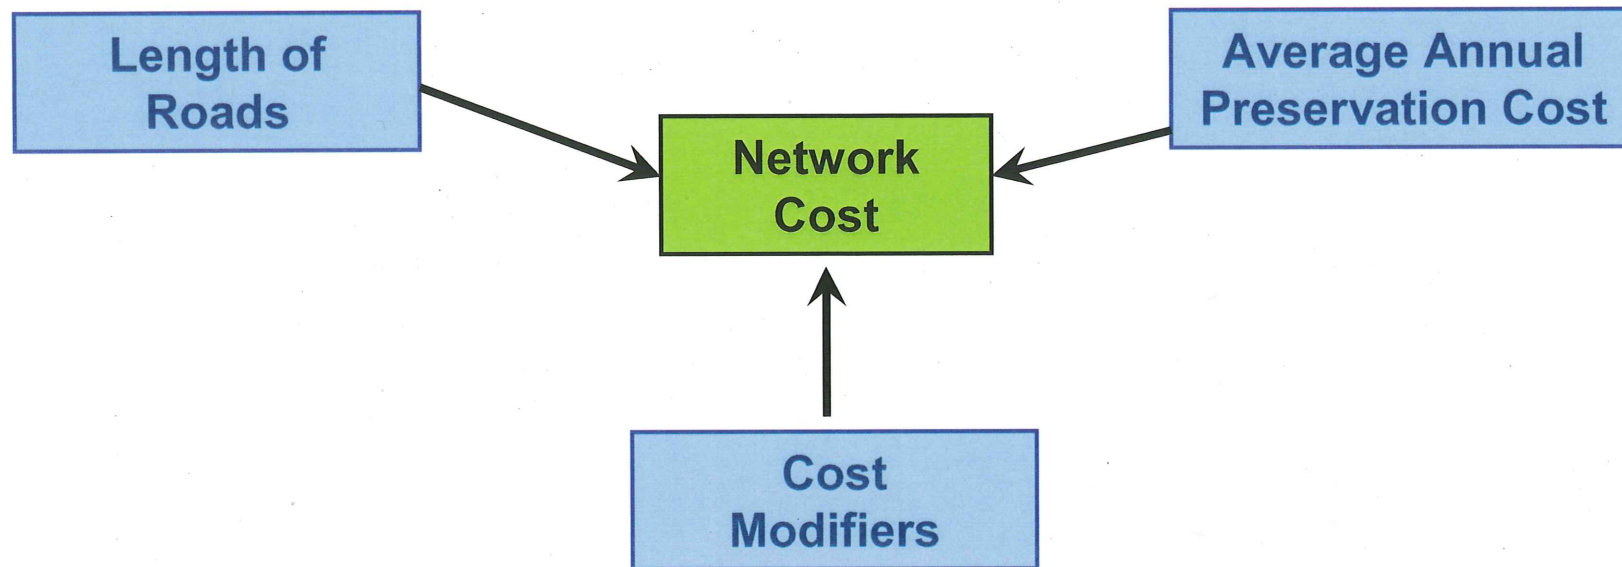 Length of
Roads
Average Annual
Preservation Cost
Network
Cost
Cost
Modifiers